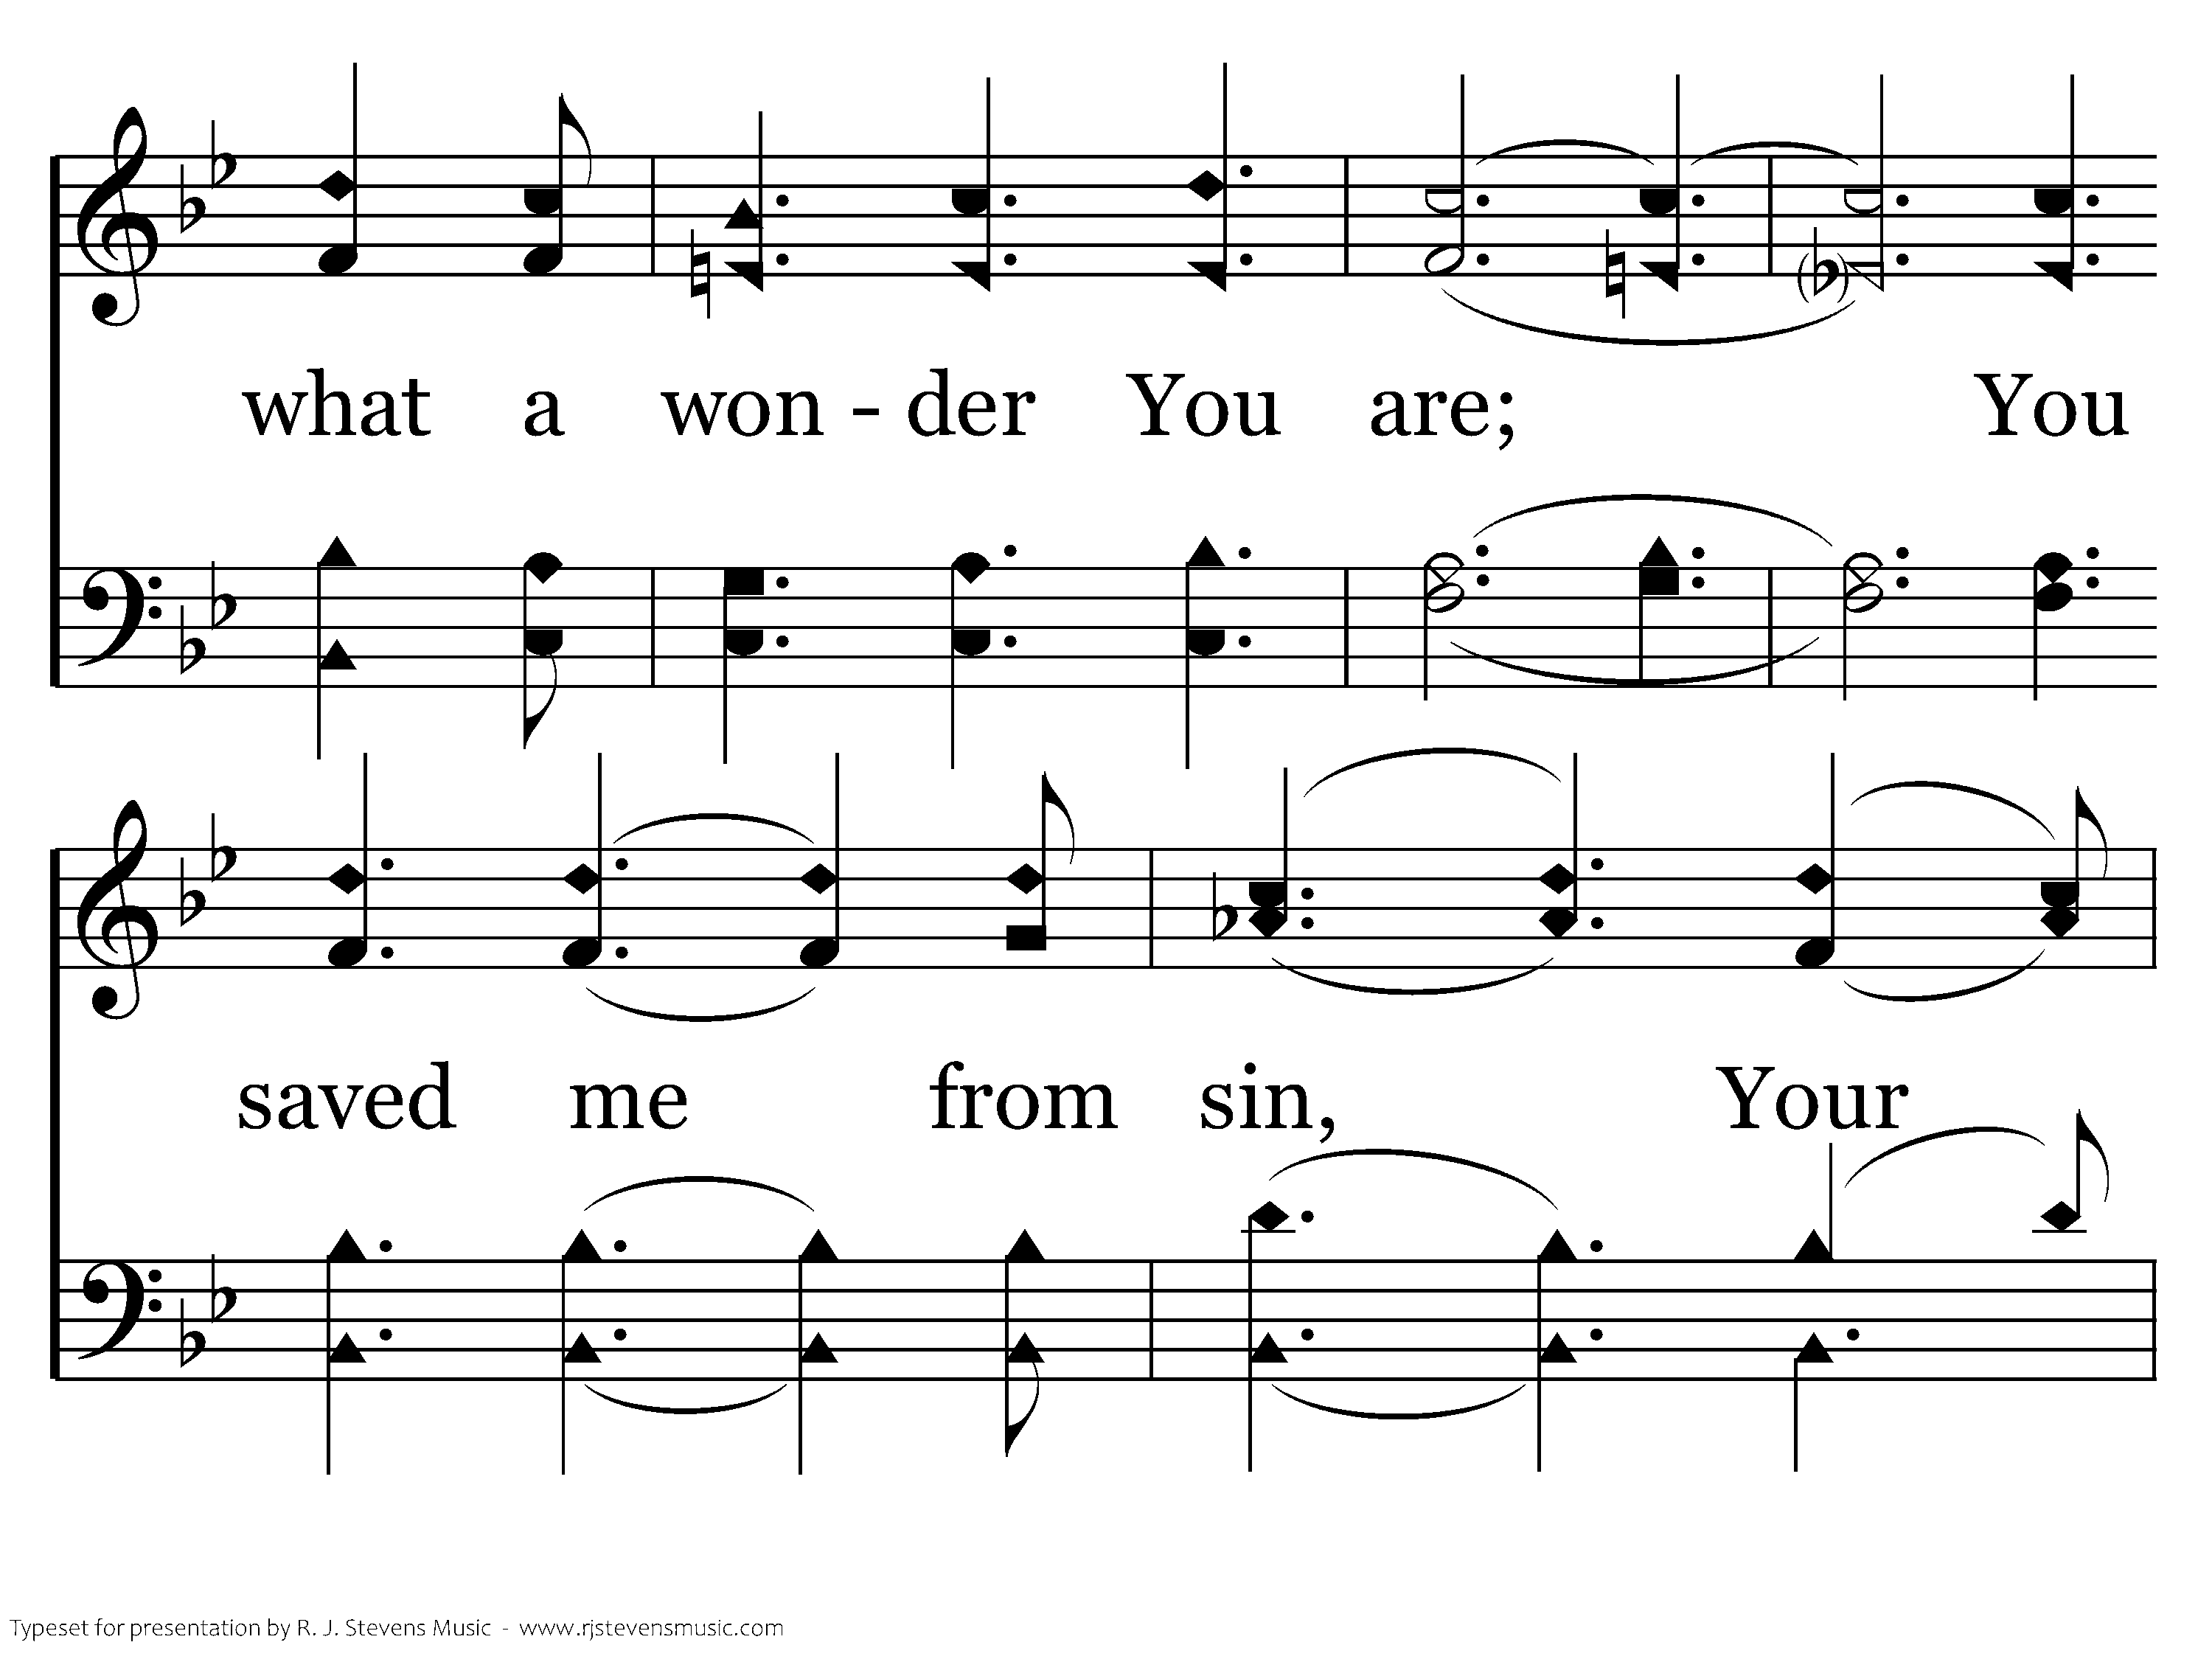 what a won - der You are; You
saved me from sin, Your
Typeset for presentation by R. J. Stevens Music - www.rjstevensmusic.com